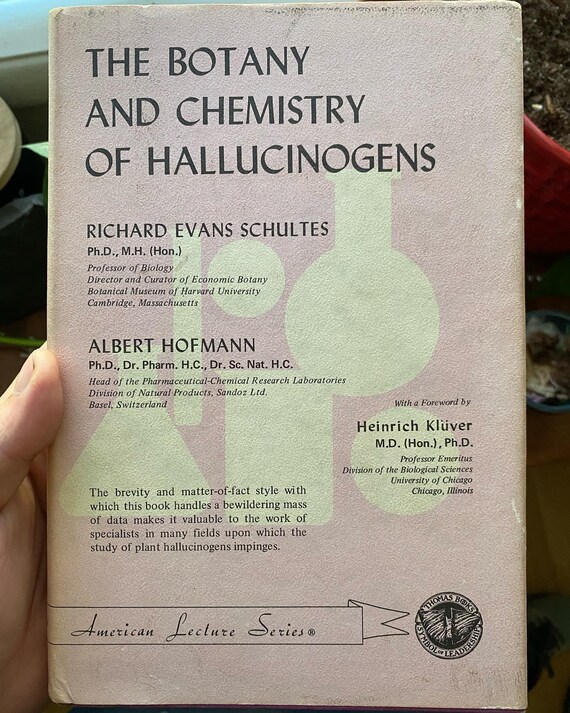 THE BOTANY
AND CHEMISTRY
OF HALLUCINOGENS
RICHARD EVANS SCHULTES
Ph.D., M.H. (Hon.)
Professor of Biology
Director and Curator of Economic Botany
Botanical Museum of Harvard University
Cambridge, Massachusetts
ALBERT HOFMANN
Ph.D., Dr. Pharm. H.C., Dr. Sc. Nat. H.C.
Head of the Pharmaceutical-Chemical Research Laboratories
Division of Natural Products, Sandoz Ltd.
Basel, Switzerland
With a Foreword by
Heinrich Klüver
M.D. (Hon.), Ph.D.
Professor Emeritus
Division of the Biological Sciences
University of Chicago
Chicago, Illinois
The brevity and matter-of-fact style with
which this book handles a bewildering mass
of data makes it valuable to the work of
specialists in many fields upon which the
study of plant hallucinogens impinges.
American Lecture Series®
THOMAS BOOKS
SYMBOL OF LEADERSHIP